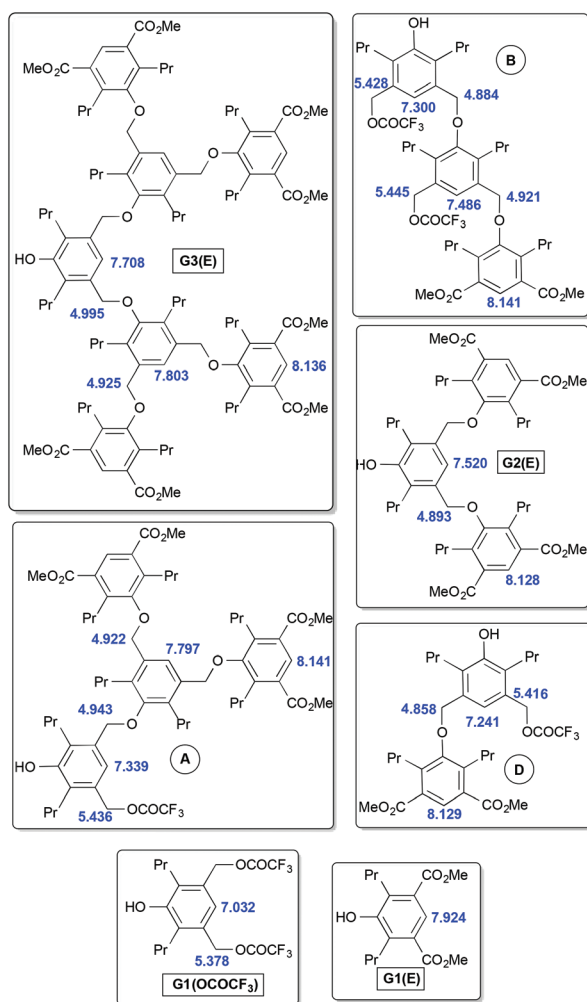 CO₂Me
MeO₂C
Pr
Pr
O
Pr
O
CO₂Me
Pr
O
Pr
Pr
CO₂Me
Pr
O
HO
7.708
G3(E)
Pr
O
Pr
CO₂Me
4.995
Pr
Pr
O
8.136
4.925
7.803
Pr
CO₂Me
O
MeO₂C
Pr
Pr
CO₂Me
OH
Pr
Pr
B
5.428
4.884
7.300
OCOCF₃
O
Pr
Pr
5.445
4.921
7.486
OCOCF₃
O
Pr
Pr
MeO₂C
CO₂Me
8.141
MeO₂C
CO₂Me
Pr
Pr
O
Pr
HO
7.520
G2(E)
Pr
O
Pr
4.893
Pr
CO₂Me
MeO₂C
8.128
CO₂Me
MeO₂C
Pr
Pr
O
CO₂Me
4.922
7.797
Pr
O
8.141
Pr
4.943
O
Pr
Pr
CO₂Me
HO
7.339
A
Pr
OCOCF₃
5.436
OH
Pr
Pr
4.858
5.416
7.241
O
OCOCF₃
Pr
Pr
D
MeO₂C
CO₂Me
8.129
Pr
OCOCF₃
HO
7.032
Pr
OCOCF₃
5.378
G1(OCOCF₃)
Pr
CO₂Me
HO
7.924
Pr
CO₂Me
G1(E)